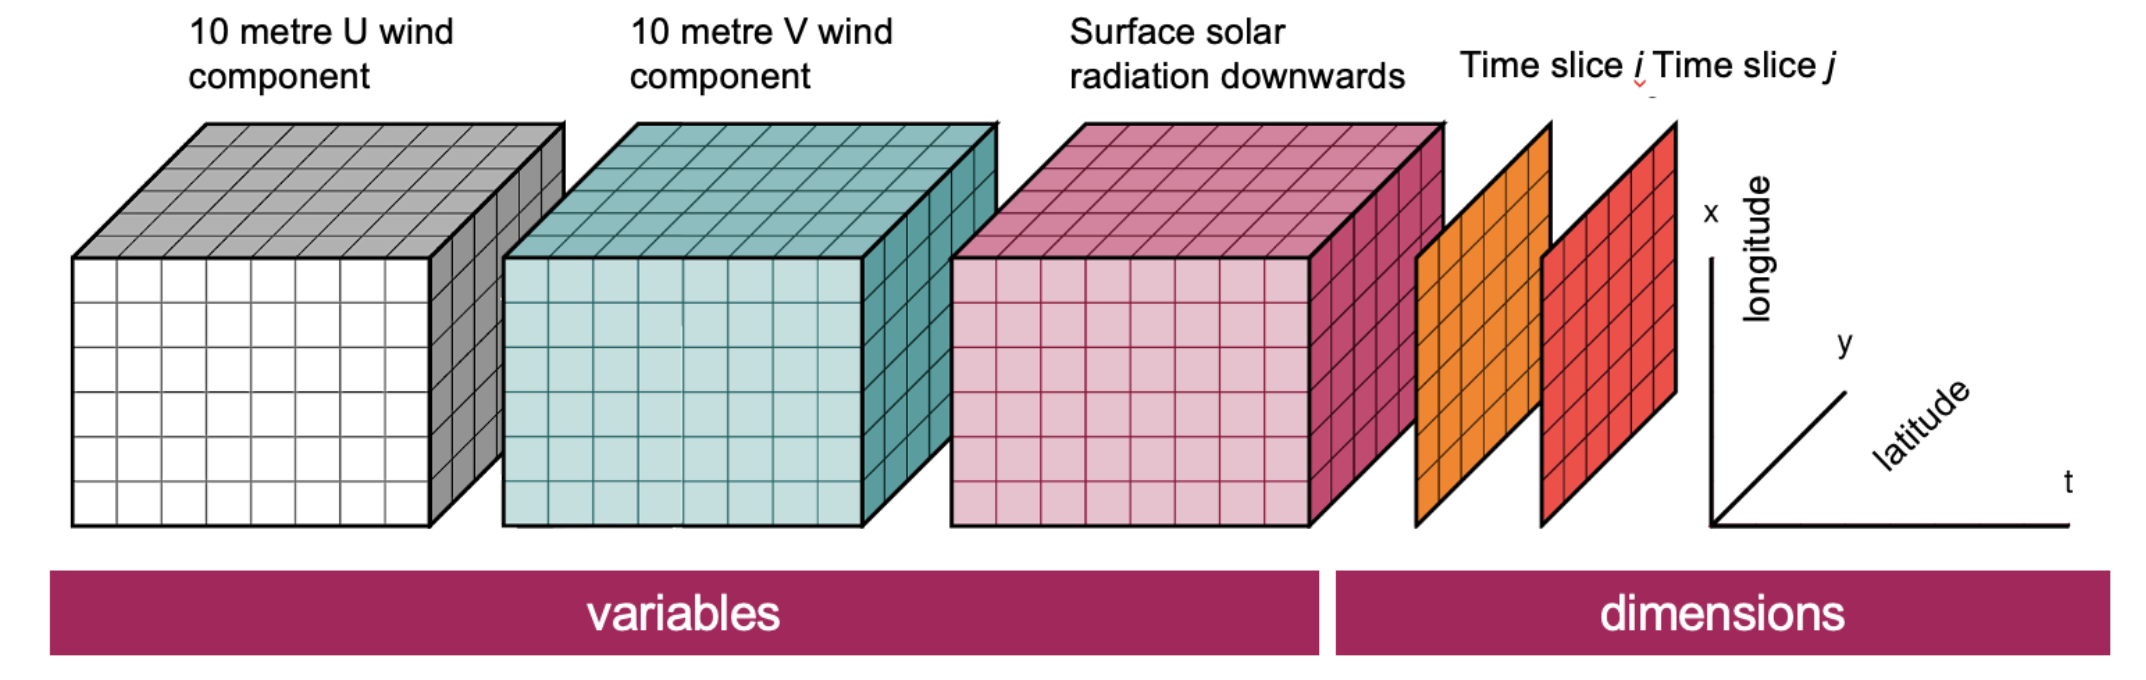 10 metre U wind
component
10 metre V wind
component
Surface solar
radiation downwards
Time slice i Time slice j
x
longitude
y
latitude
t
variables
dimensions